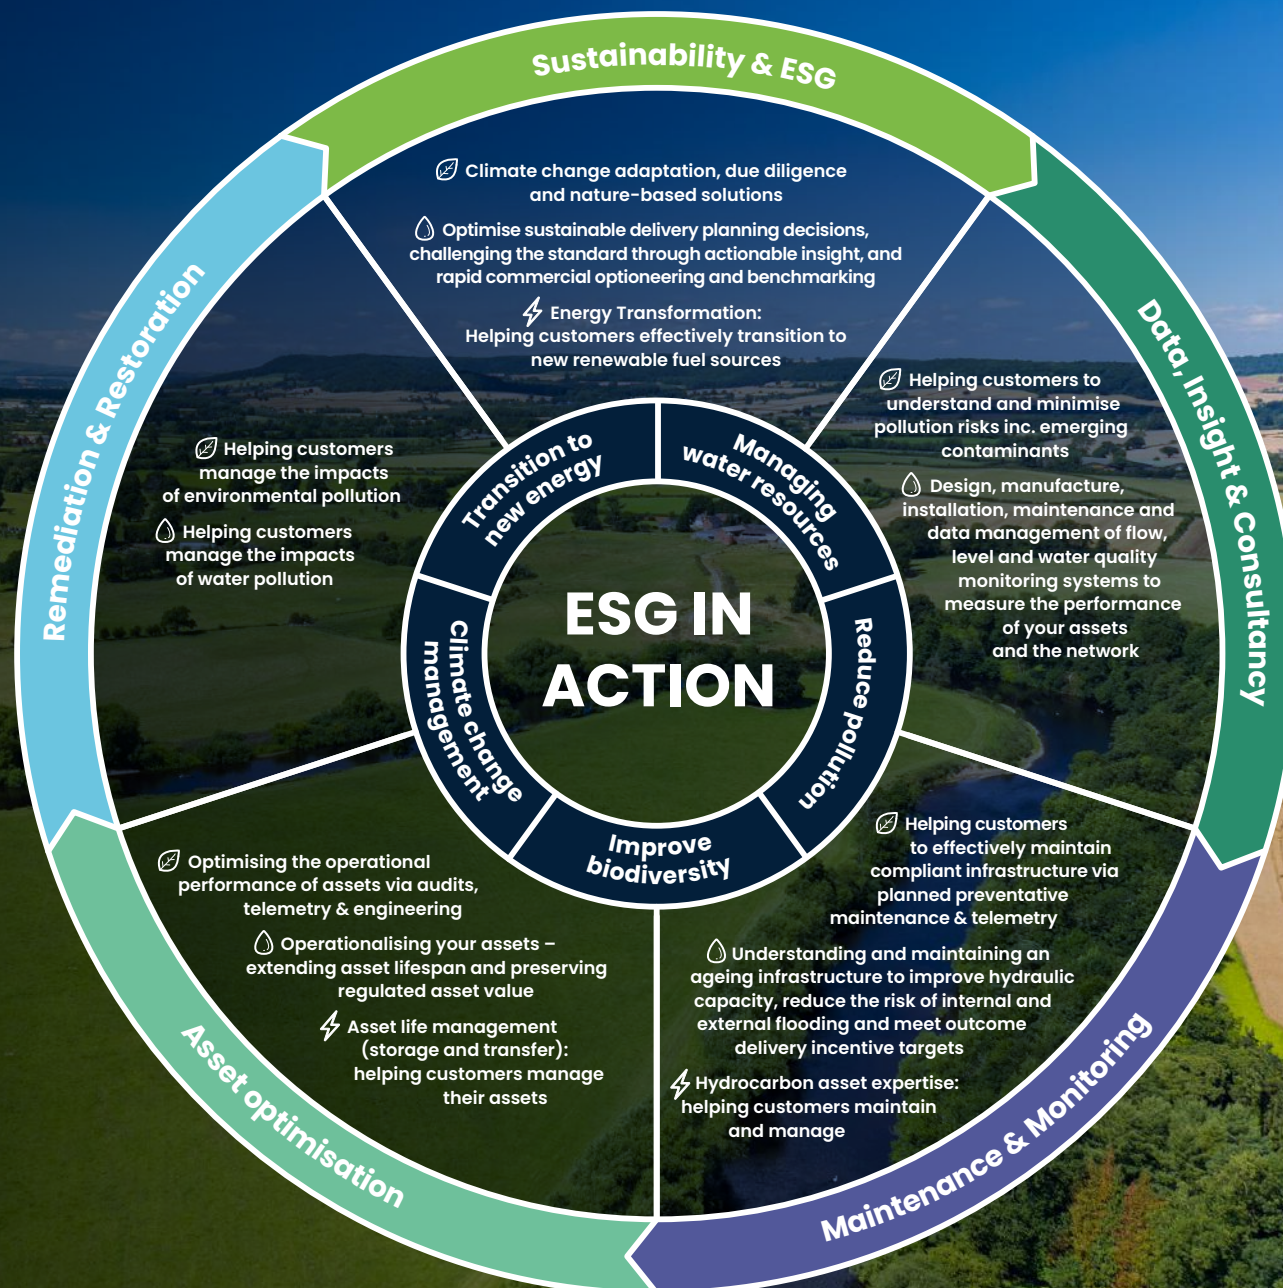 Sustainability & ESG
Climate change adaptation, due diligence
and nature-based solutions
Optimise sustainable delivery planning decisions,
challenging the standard through actionable insight, and
rapid commercial optioneering and benchmarking
Energy Transformation:
Helping customers effectively transition to
new renewable fuel sources
Data, Insight & Consultancy
Helping customers to
understand and minimise
pollution risks inc. emerging
contaminants
Design, manufacture,
installation, maintenance and
data management of flow,
level and water quality
monitoring systems to
measure the performance
of your assets
and the network
Maintenance & Monitoring
Helping customers
to effectively maintain
compliant infrastructure via
planned preventative
maintenance & telemetry
Understanding and maintaining an
ageing infrastructure to improve hydraulic
capacity, reduce the risk of internal and
external flooding and meet outcome
delivery incentive targets
Hydrocarbon asset expertise:
helping customers maintain
and manage
Asset optimisation
Optimising the operational
performance of assets via audits,
telemetry & engineering
Operationalising your assets –
extending asset lifespan and preserving
regulated asset value
Asset life management
(storage and transfer):
helping customers manage
their assets
Remediation & Restoration
Helping customers
manage the impacts
of environmental pollution
Helping customers
manage the impacts
of water pollution
Transition to
new energy
Managing
water resources
Reduce pollution
Improve
biodiversity
Climate change
management
ESG IN
ACTION